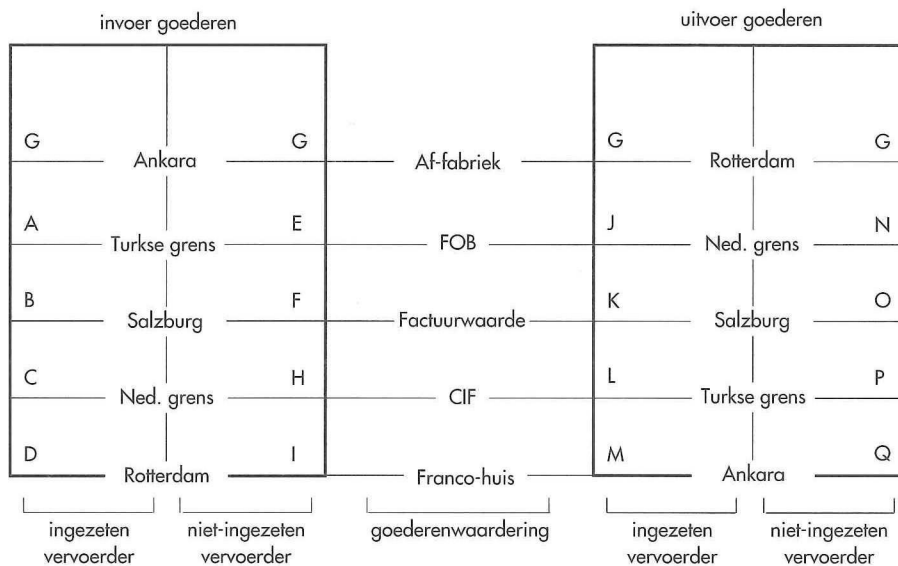 invoer goederen uitvoer goederen
G G G G
Ankara Af-fabriek Rotterdam
A E J N
Turkse grens FOB Ned. grens
B F K O
Salzburg Factuurwaarde Salzburg
C H L P
Ned. grens CIF Turkse grens
D I M Q
Rotterdam Franco-huis Ankara
ingezeten niet-ingezeten goederenwaardering ingezeten niet-ingezeten
vervoerder vervoerder vervoerder vervoerder